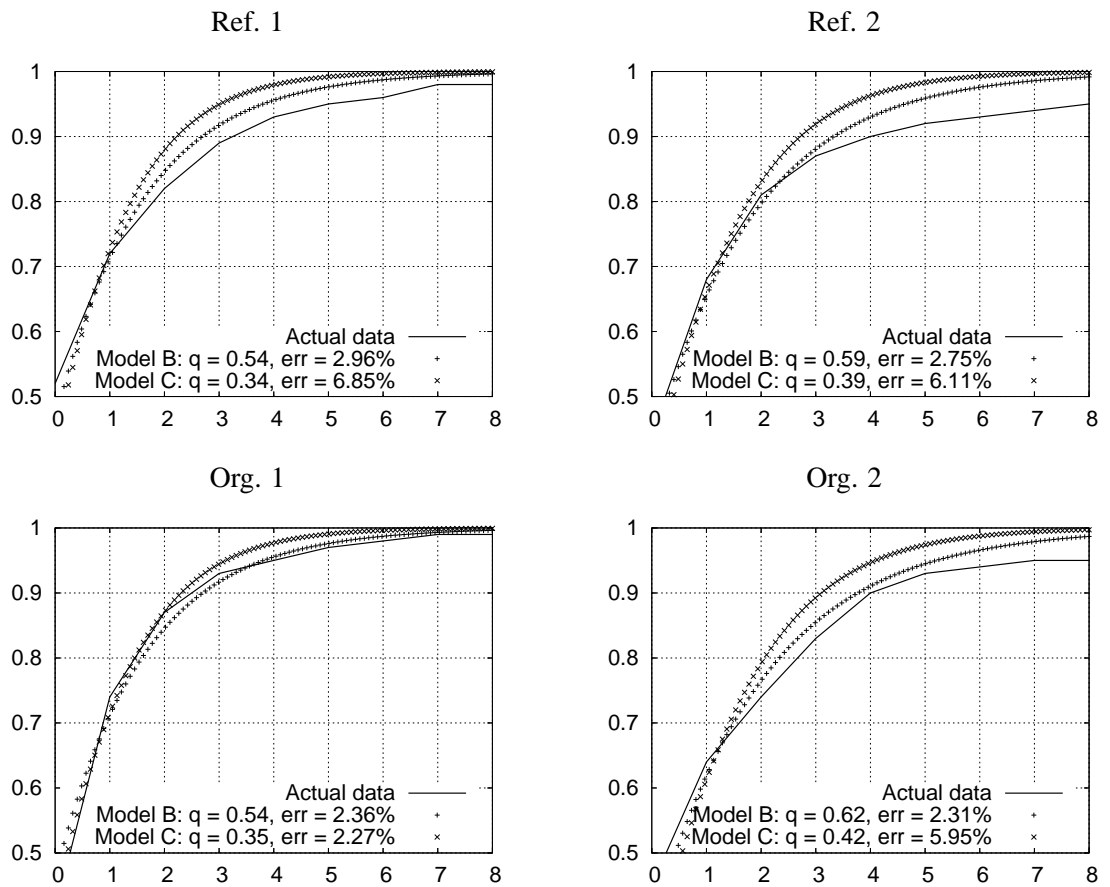 Ref. 1
1
0.9
0.8
0.7
0.6
0.5
Actual data
Model B: q = 0.54, err = 2.96%
Model C: q = 0.34, err = 6.85%
0 1 2 3 4 5 6 7 8
Ref. 2
1
0.9
0.8
0.7
0.6
0.5
Actual data
Model B: q = 0.59, err = 2.75%
Model C: q = 0.39, err = 6.11%
0 1 2 3 4 5 6 7 8
Org. 1
1
0.9
0.8
0.7
0.6
0.5
Actual data
Model B: q = 0.54, err = 2.36%
Model C: q = 0.35, err = 2.27%
0 1 2 3 4 5 6 7 8
Org. 2
1
0.9
0.8
0.7
0.6
0.5
Actual data
Model B: q = 0.62, err = 2.31%
Model C: q = 0.42, err = 5.95%
0 1 2 3 4 5 6 7 8